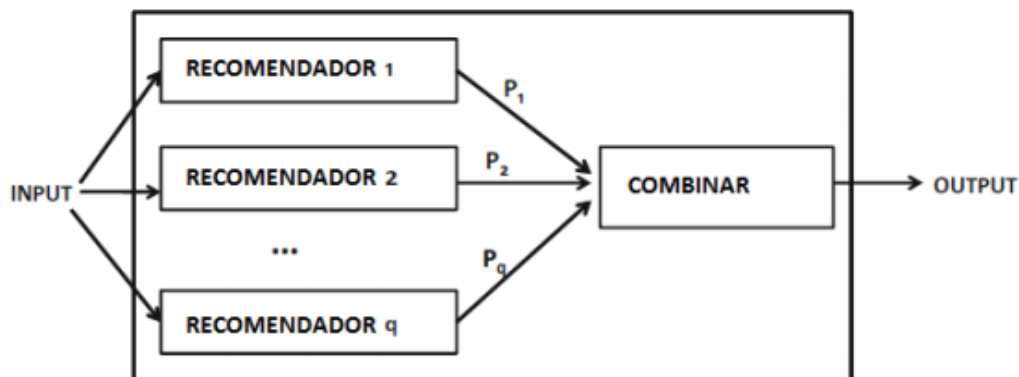 RECOMENDADOR 1
P1
INPUT
RECOMENDADOR 2
P2
COMBINAR
OUTPUT
...
Pq
RECOMENDADOR q